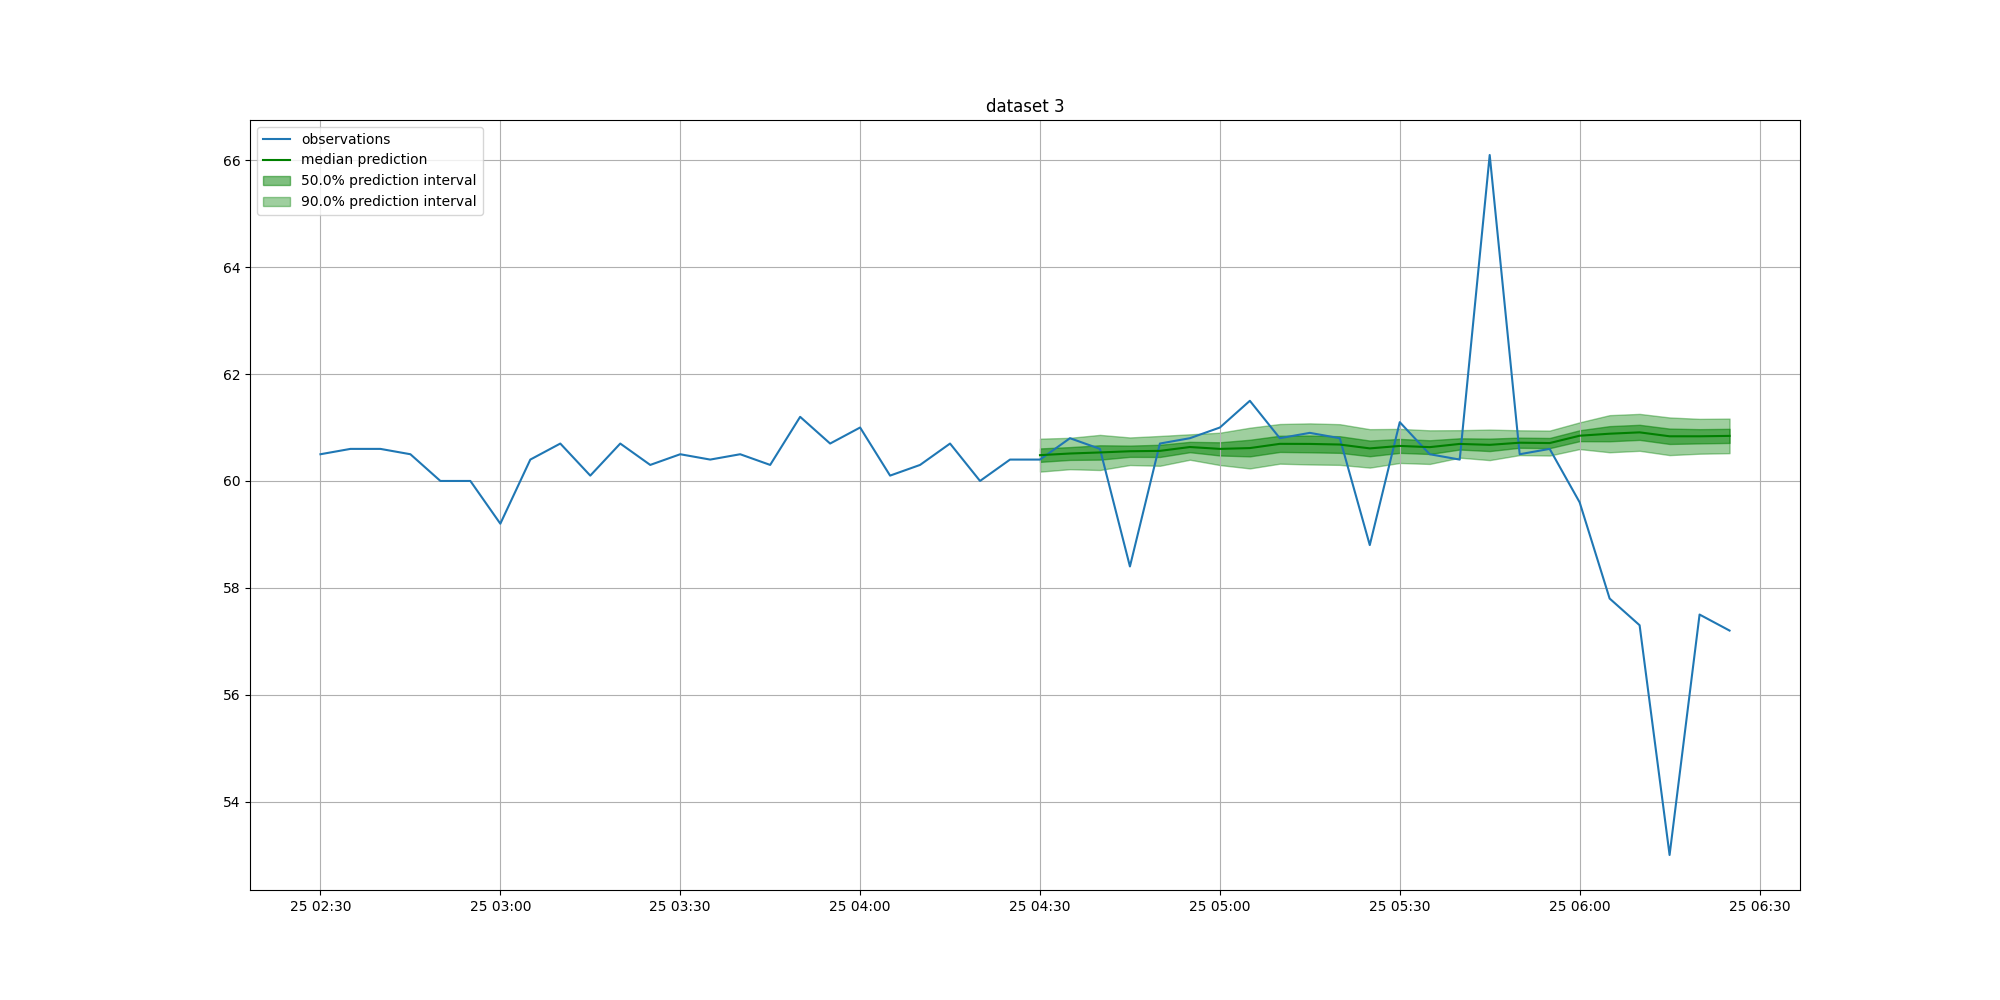 dataset 3
observations
median prediction
50.0% prediction interval
90.0% prediction interval
66
64
62
60
58
56
54
25 02:30 25 03:00 25 03:30 25 04:00 25 04:30 25 05:00 25 05:30 25 06:00 25 06:30